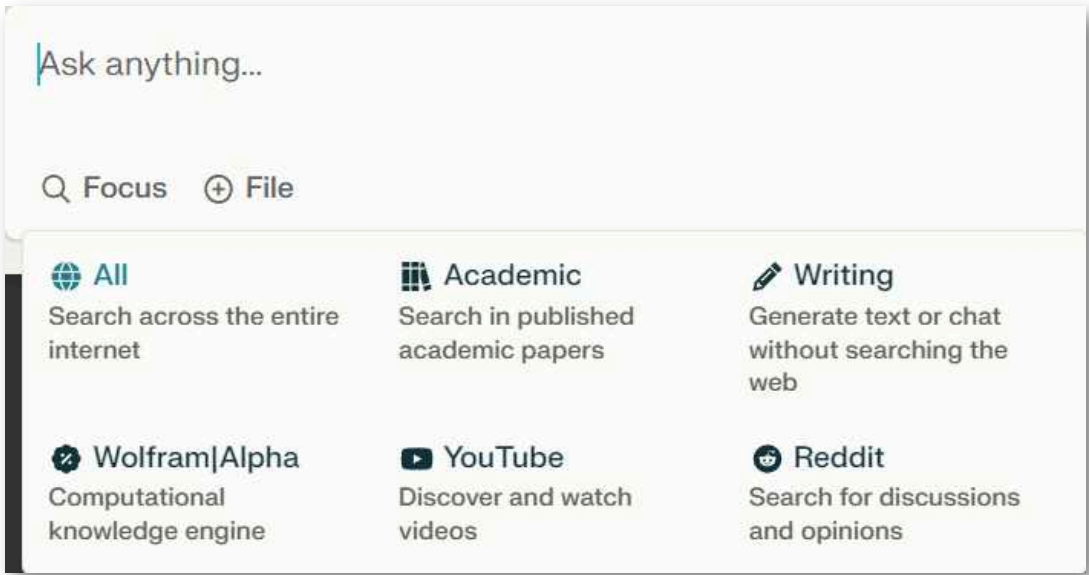 Ask anything...
Focus File
All
Search across the entire
internet
Academic
Search in published
academic papers
Writing
Generate text or chat
without searching the
web
Wolfram|Alpha
Computational
knowledge engine
YouTube
Discover and watch
videos
Reddit
Search for discussions
and opinions